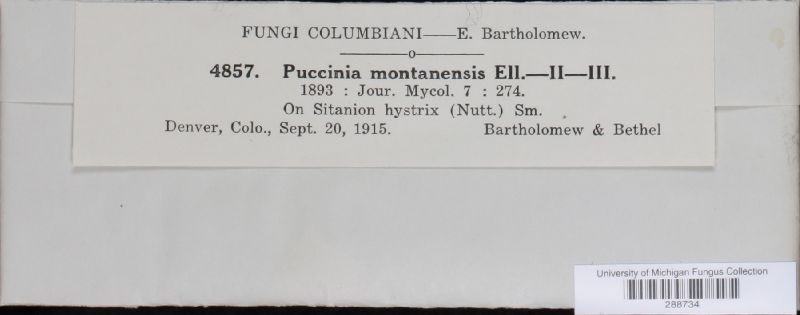 FUNGI COLUMBIANI——E. Bartholomew.
4857. Puccinia montanensis Ell.—II—III.
1893 : Jour. Mycol. 7 : 274.
On Sitanion hystrix (Nutt.) Sm.
Denver, Colo., Sept. 20, 1915. Bartholomew & Bethel
University of Michigan Fungus Collection
288734